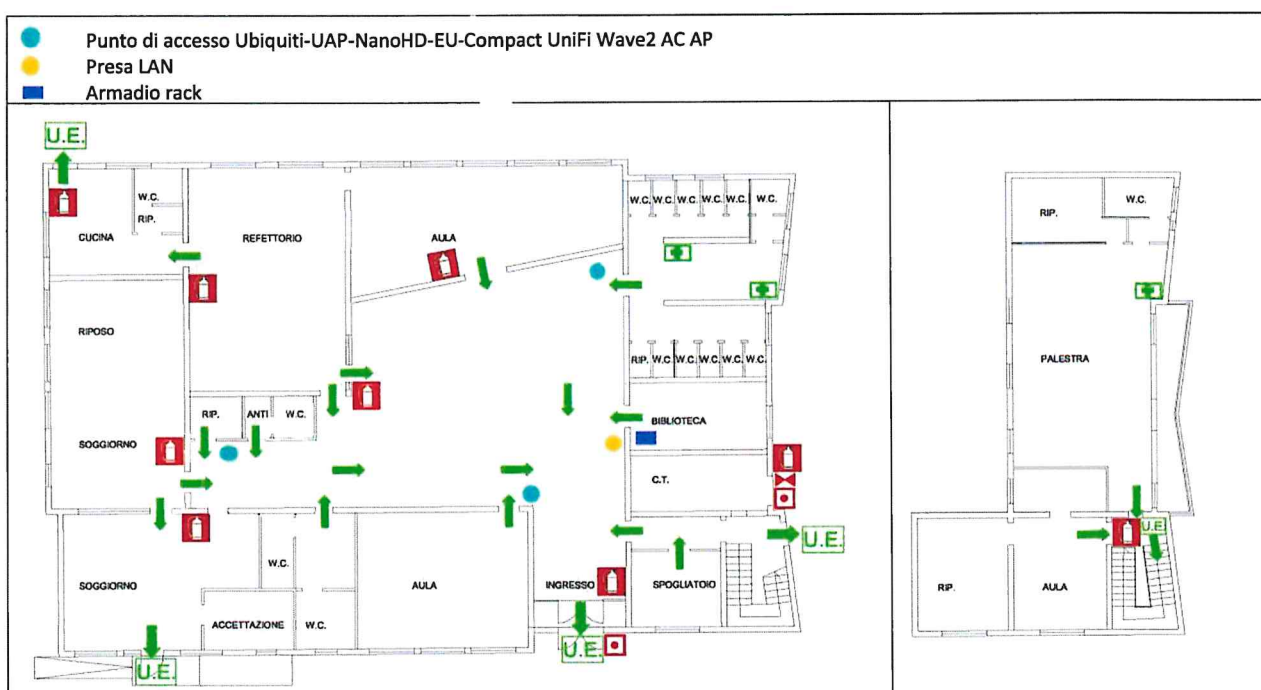 Punto di accesso Ubiquiti-UAP-NanoHD-EU-Compact UniFi Wave2 AC AP
Presa LAN
Armadio rack
U.E.
W.C.
RIP.
CUCINA
REFETTORIO
AULA
W.C. W.C. W.C. W.C. W.C. W.C.
RIPOSO
RIP. W.C. W.C. W.C. W.C. W.C.
RIP. ANTI W.C.
BIBLIOTECA
SOGGIORNO
C.T.
U.E.
W.C.
SOGGIORNO
AULA
INGRESSO
SPOGLIATOIO
ACCETTAZIONE
W.C.
U.E.
U.E.
RIP.
W.C.
PALESTRA
U.E.
RIP.
AULA